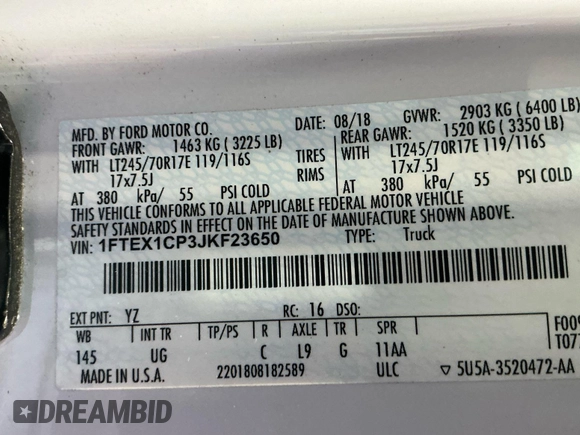 MFD. BY FORD MOTOR CO. DATE: 08/18 GVWR: 2903 KG ( 6400 LB)
FRONT GAWR: 1463 KG ( 3225 LB) REAR GAWR: 1520 KG ( 3350 LB)
WITH LT245/70R17E 119/116S TIRES WITH LT245/70R17E 119/116S
17x7.5J RIMS 17x7.5J
AT 380 kPa/ 55 PSI COLD AT 380 kPa/ 55 PSI COLD
THIS VEHICLE CONFORMS TO ALL APPLICABLE FEDERAL MOTOR VEHICLE
SAFETY STANDARDS IN EFFECT ON THE DATE OF MANUFACTURE SHOWN ABOVE.
VIN: 1FTEX1CP3JKF23650 TYPE: Truck
EXT PNT: YZ RC: 16 DSO:
WB INT TR TP/PS R AXLE TR SPR
145 UG C L9 G 11AA
F009
T077
MADE IN U.S.A. 2201808182589 ULC ▽ 5U5A-3520472-AA
DREAMBID